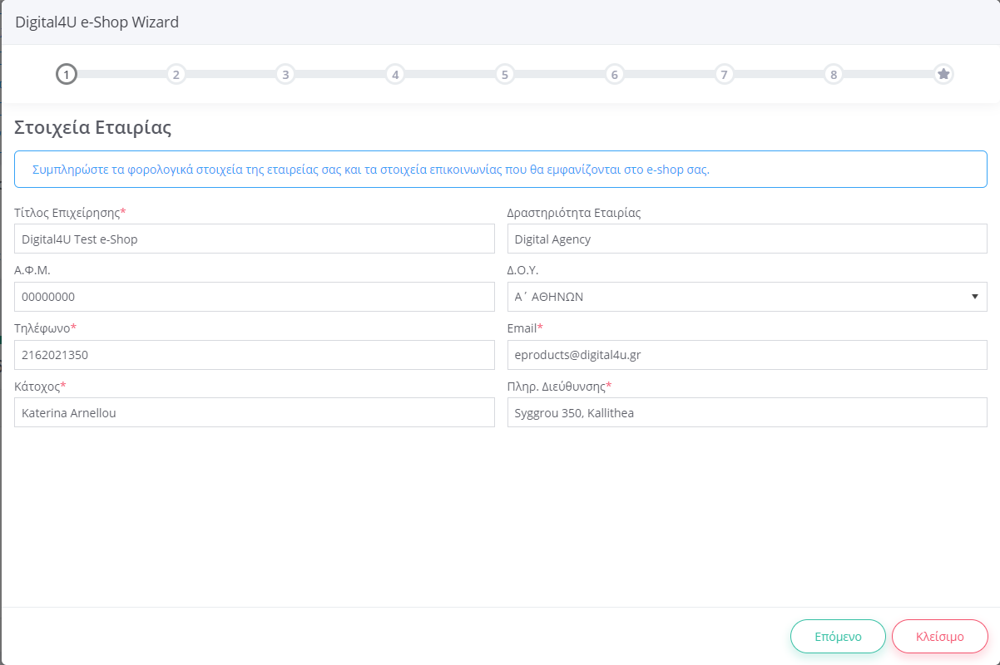 Digital4U e-Shop Wizard
1 2 3 4 5 6 7 8
Στοιχεία Εταιρίας
Συμπληρώστε τα φορολογικά στοιχεία της εταιρείας σας και τα στοιχεία επικοινωνίας που θα εμφανίζονται στο e-shop σας.
Τίτλος Επιχείρησης* Δραστηριότητα Εταιρίας
Digital4U Test e-Shop Digital Agency
Α.Φ.Μ. Δ.Ο.Υ.
00000000 Α΄ ΑΘΗΝΩΝ
Τηλέφωνο* Email*
2162021350 eproducts@digital4u.gr
Κάτοχος* Πληρ. Διεύθυνσης*
Katerina Arnellou Syggrou 350, Kallithea
Επόμενο Κλείσιμο